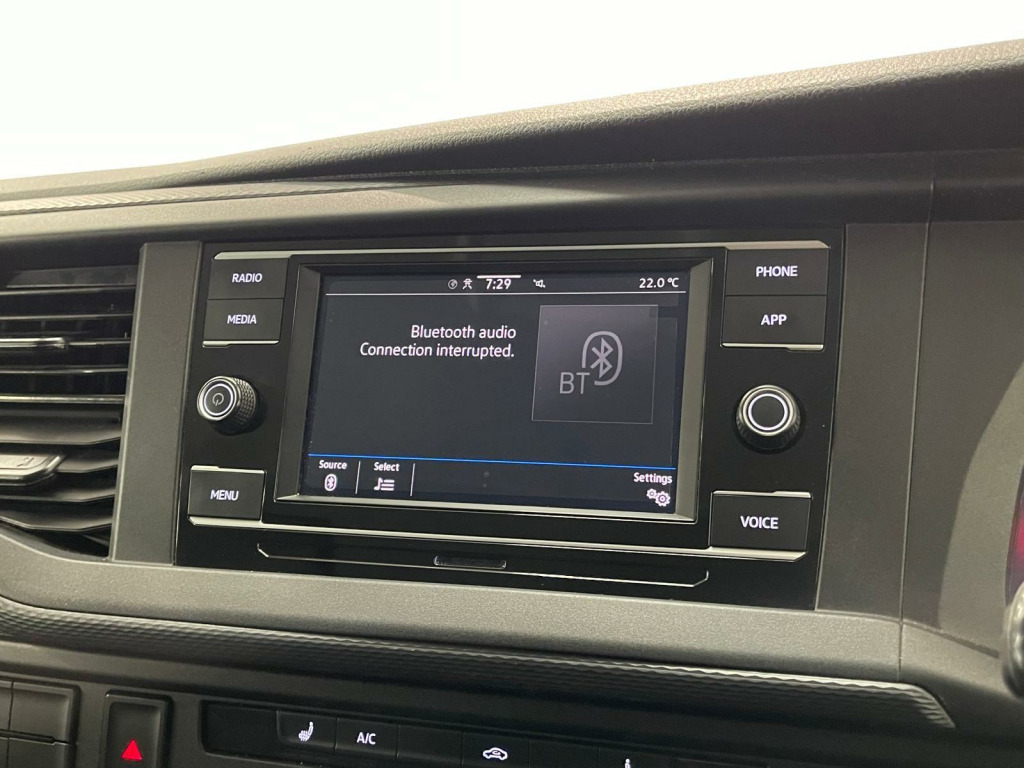 RADIO
MEDIA
MENU
7:29
22.0 °C
Bluetooth audio
Connection interrupted.
BT
Source
Select
Settings
PHONE
APP
VOICE
A/C